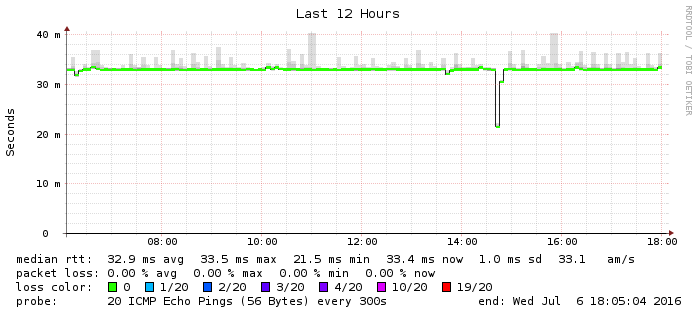 Last 12 Hours
RRDTOOL / TOBI OETIKER
Seconds
40 m
30 m
20 m
10 m
0
08:00 10:00 12:00 14:00 16:00 18:00
median rtt: 32.9 ms avg 33.5 ms max 21.5 ms min 33.4 ms now 1.0 ms sd 33.1 am/s
packet loss: 0.00 % avg 0.00 % max 0.00 % min 0.00 % now
loss color: 0 1/20 2/20 3/20 4/20 10/20 19/20
probe: 20 ICMP Echo Pings (56 Bytes) every 300s end: Wed Jul 6 18:05:04 2016